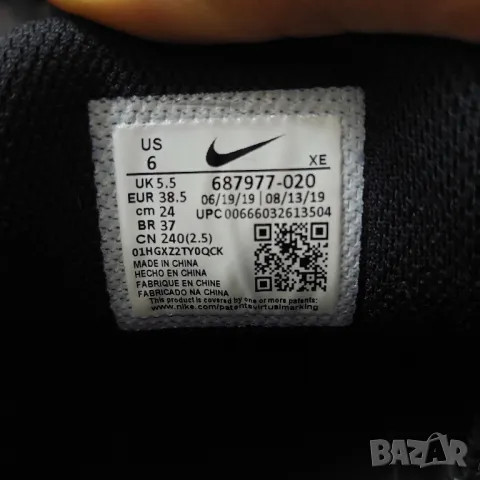 US
6
XE
UK 5.5
687977-020
EUR 38.5
06/19/19 08/13/19
cm 24
UPC 00666032613504
BR 37
CN 240(2.5)
01HGXZ2TY0QCK
MADE IN CHINA
HECHO EN CHINA
FABRIQUE EN CHINE
FABRICADO NA CHINA
This product is covered by one or more patents:
www.nike.com/patentsvirtualmarking
BAZAR